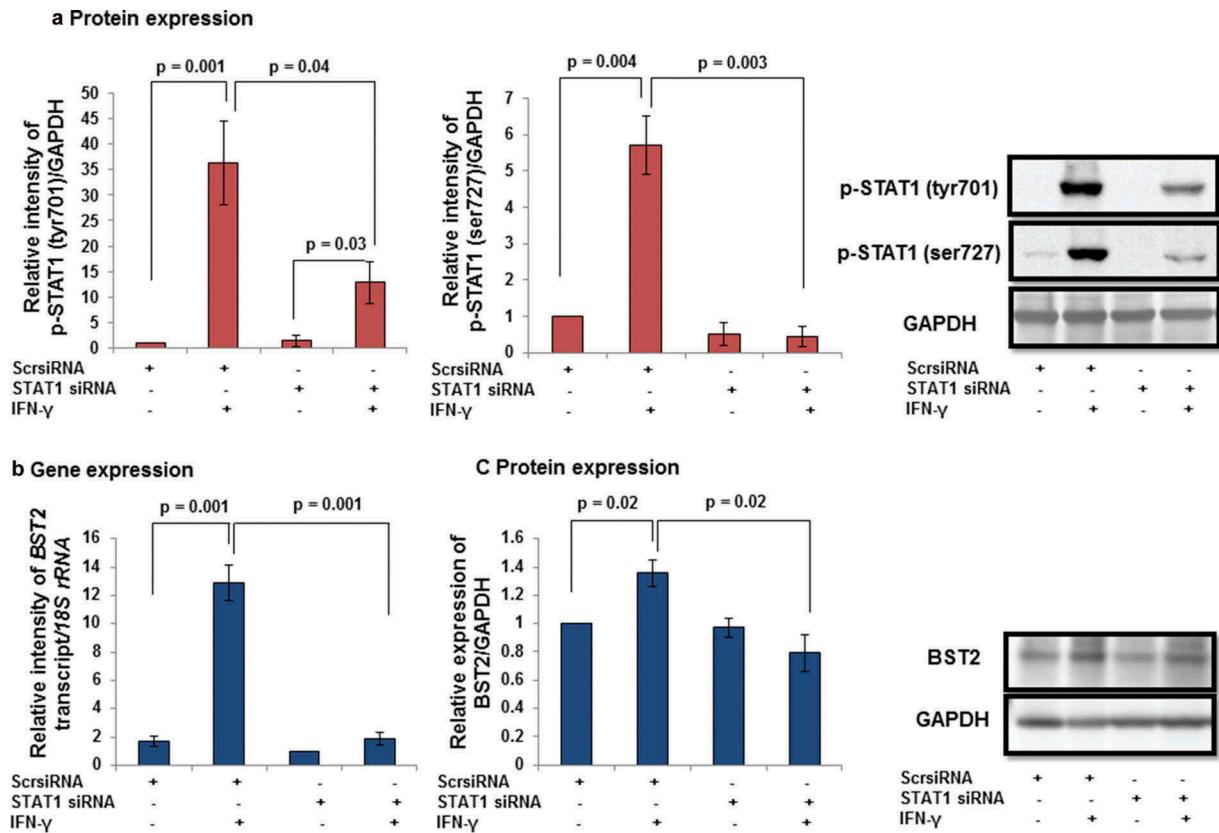 a Protein expression
p = 0.001
p = 0.04
p = 0.03
Relative intensity of
p-STAT1 (tyr701)/GAPDH
50
45
40
35
30
25
20
15
10
5
0
ScrsiRNA + + - -
STAT1 siRNA - - + +
IFN-γ - + - +
p = 0.004
p = 0.003
Relative intensity of
p-STAT1 (ser727)/GAPDH
7
6
5
4
3
2
1
0
ScrsiRNA + + - -
STAT1 siRNA - - + +
IFN-γ - + - +
p-STAT1 (tyr701)
p-STAT1 (ser727)
GAPDH
ScrsiRNA + + - -
STAT1 siRNA - - + +
IFN-γ - + - +
b Gene expression
p = 0.001
p = 0.001
Relative intensity of BST2
transcript/18S rRNA
16
14
12
10
8
6
4
2
0
ScrsiRNA + + - -
STAT1 siRNA - - + +
IFN-γ - + - +
C Protein expression
p = 0.02
p = 0.02
Relative expression of
BST2/GAPDH
1.6
1.4
1.2
1
0.8
0.6
0.4
0.2
0
ScrsiRNA + + - -
STAT1 siRNA - - + +
IFN-γ - + - +
BST2
GAPDH
ScrsiRNA + + - -
STAT1 siRNA - - + +
IFN-γ - + - +